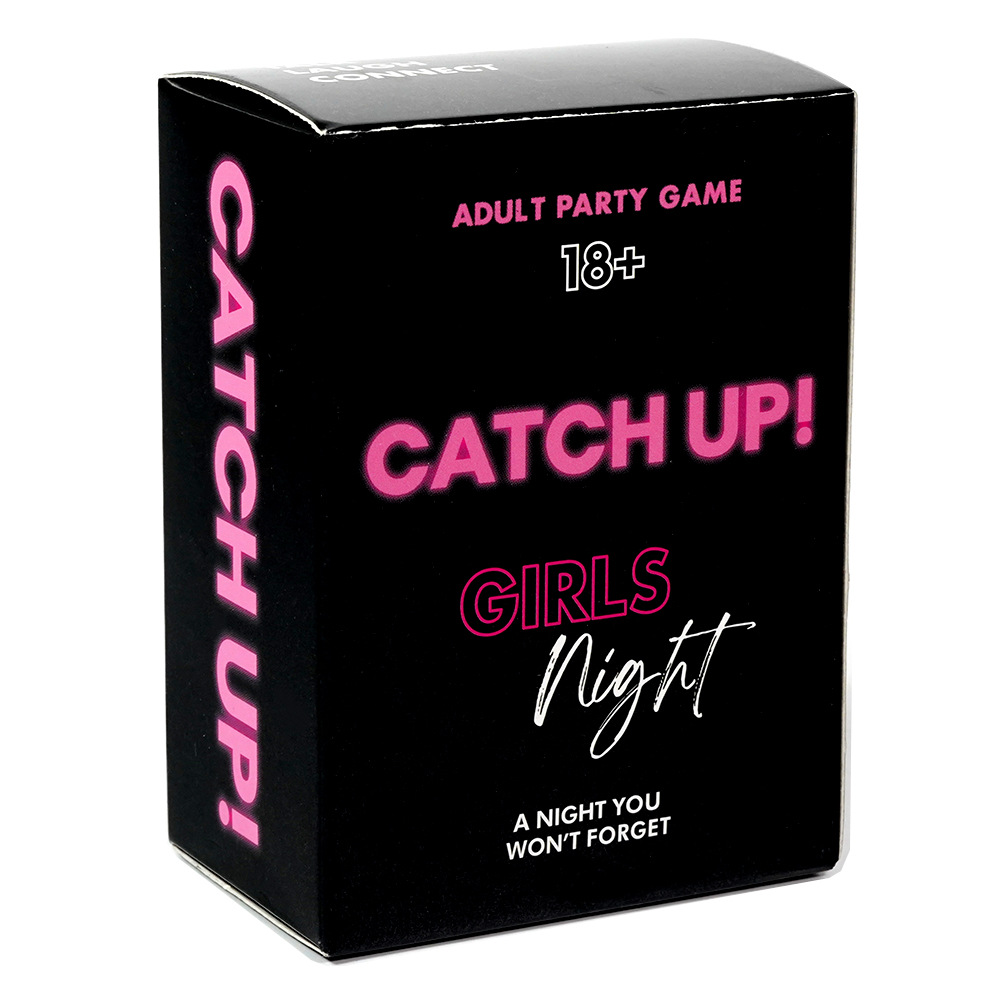 LAUGH
CONNECT
CATCH UP!
ADULT PARTY GAME
18+
CATCH UP!
GIRLS
Night
A NIGHT YOU
WON'T FORGET